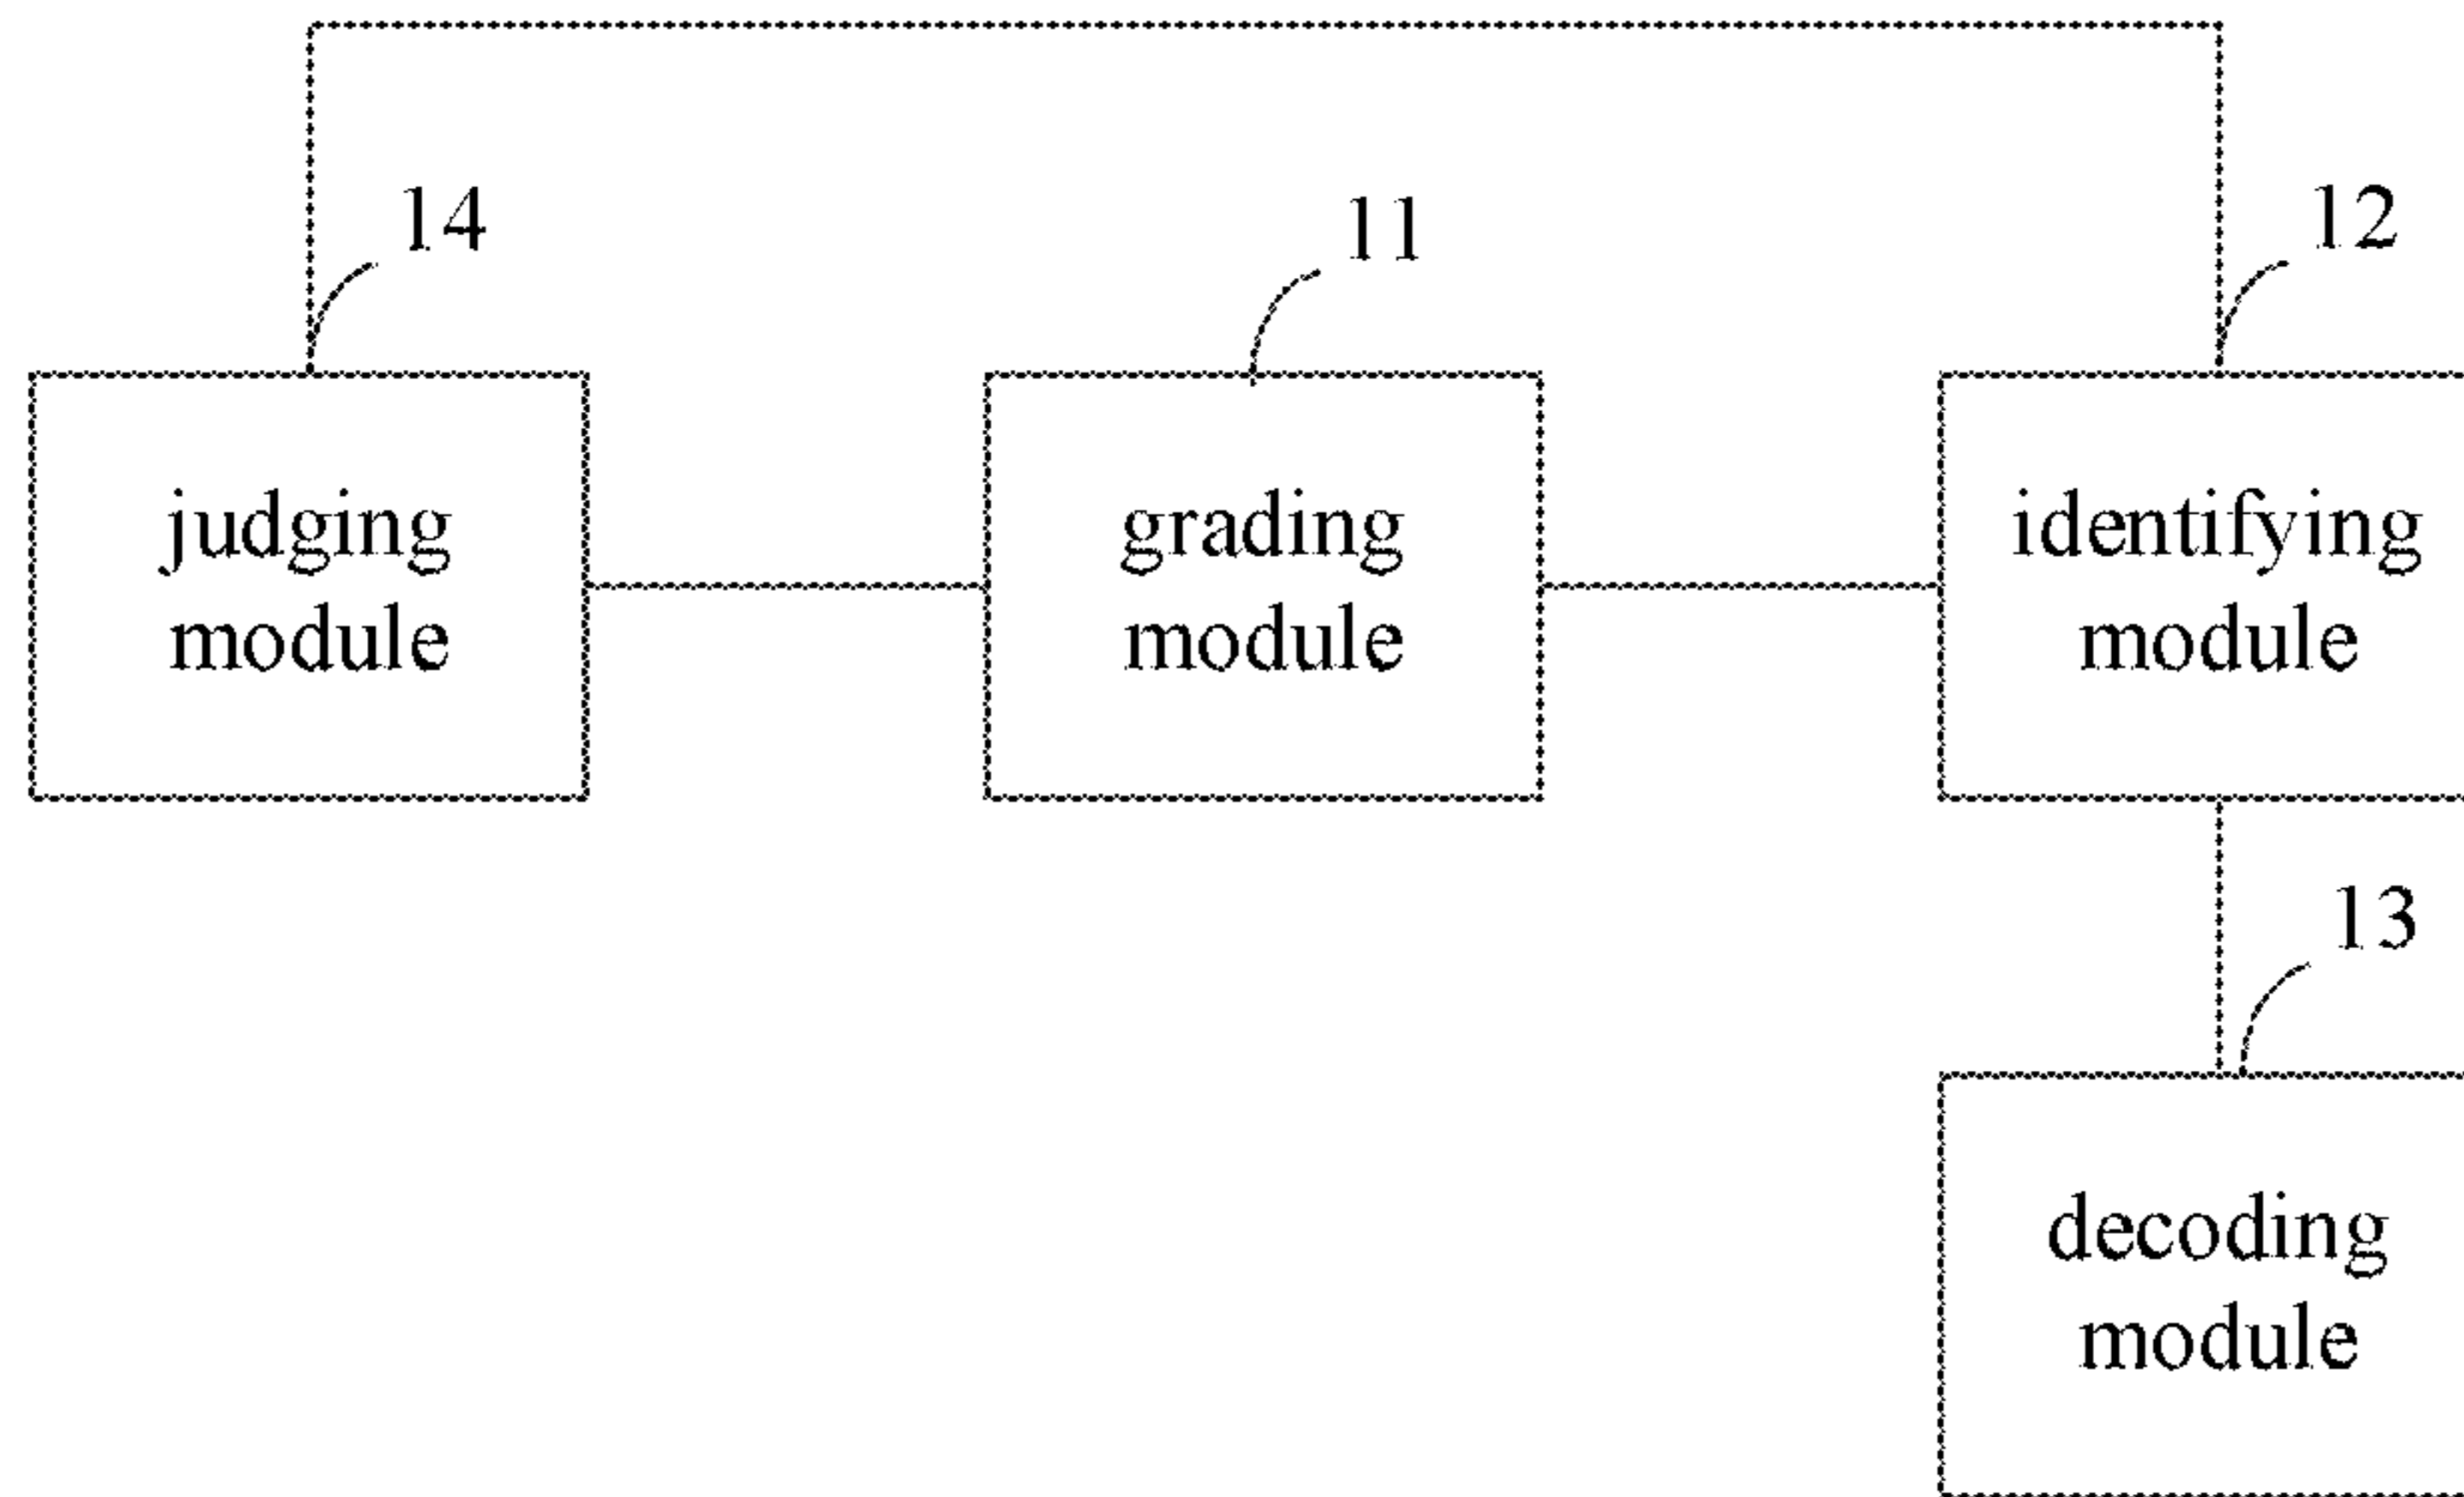 14
11
12
judging
module
grading
module
identifying
module
13
decoding
module